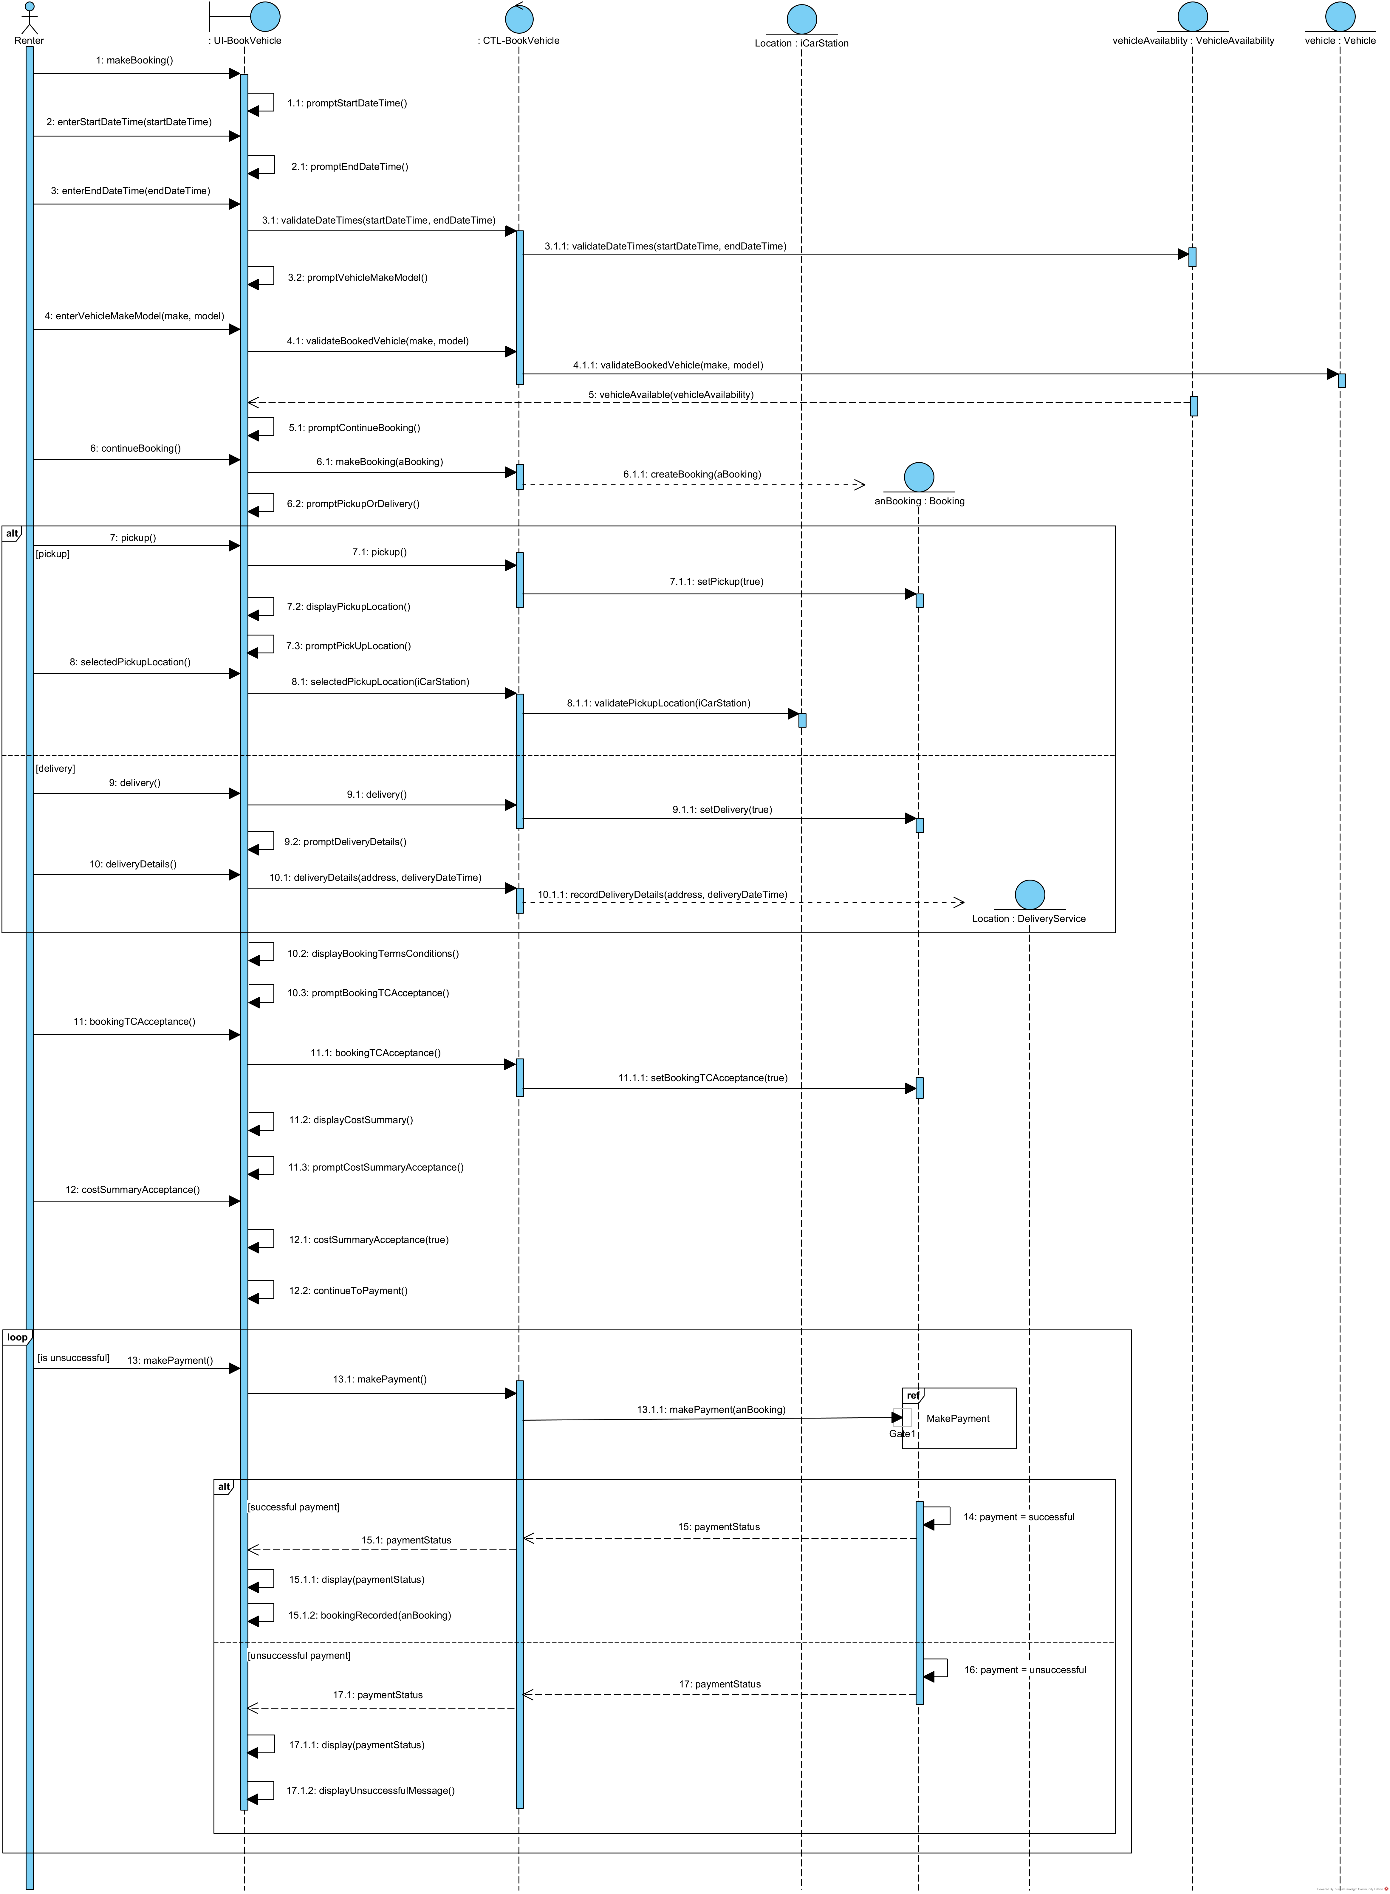 Renter
: UI-BookVehicle
: CTL-BookVehicle
Location : iCarStation
vehicleAvailablity : VehicleAvailability
vehicle : Vehicle
1: makeBooking()
1.1: promptStartDateTime()
2: enterStartDateTime(startDateTime)
2.1: promptEndDateTime()
3: enterEndDateTime(endDateTime)
3.1: validateDateTimes(startDateTime, endDateTime)
3.1.1: validateDateTimes(startDateTime, endDateTime)
3.2: promptVehicleMakeModel()
4: enterVehicleMakeModel(make, model)
4.1: validateBookedVehicle(make, model)
4.1.1: validateBookedVehicle(make, model)
5: vehicleAvailable(vehicleAvailability)
5.1: promptContinueBooking()
6: continueBooking()
6.1: makeBooking(aBooking)
6.1.1: createBooking(aBooking)
anBooking : Booking
6.2: promptPickupOrDelivery()
alt
7: pickup()
[pickup]
7.1: pickup()
7.1.1: setPickup(true)
7.2: displayPickupLocation()
7.3: promptPickUpLocation()
8: selectedPickupLocation()
8.1: selectedPickupLocation(iCarStation)
8.1.1: validatePickupLocation(iCarStation)
[delivery]
9: delivery()
9.1: delivery()
9.1.1: setDelivery(true)
9.2: promptDeliveryDetails()
10: deliveryDetails()
10.1: deliveryDetails(address, deliveryDateTime)
10.1.1: recordDeliveryDetails(address, deliveryDateTime)
Location : DeliveryService
10.2: displayBookingTermsConditions()
10.3: promptBookingTCAcceptance()
11: bookingTCAcceptance()
11.1: bookingTCAcceptance()
11.1.1: setBookingTCAcceptance(true)
11.2: displayCostSummary()
11.3: promptCostSummaryAcceptance()
12: costSummaryAcceptance()
12.1: costSummaryAcceptance(true)
12.2: continueToPayment()
loop
[is unsuccessful]
13: makePayment()
13.1: makePayment()
13.1.1: makePayment(anBooking)
ref
MakePayment
Gate1
alt
[successful payment]
14: payment = successful
15: paymentStatus
15.1: paymentStatus
15.1.1: display(paymentStatus)
15.1.2: bookingRecorded(anBooking)
[unsuccessful payment]
16: payment = unsuccessful
17: paymentStatus
17.1: paymentStatus
17.1.1: display(paymentStatus)
17.1.2: displayUnsuccessfulMessage()